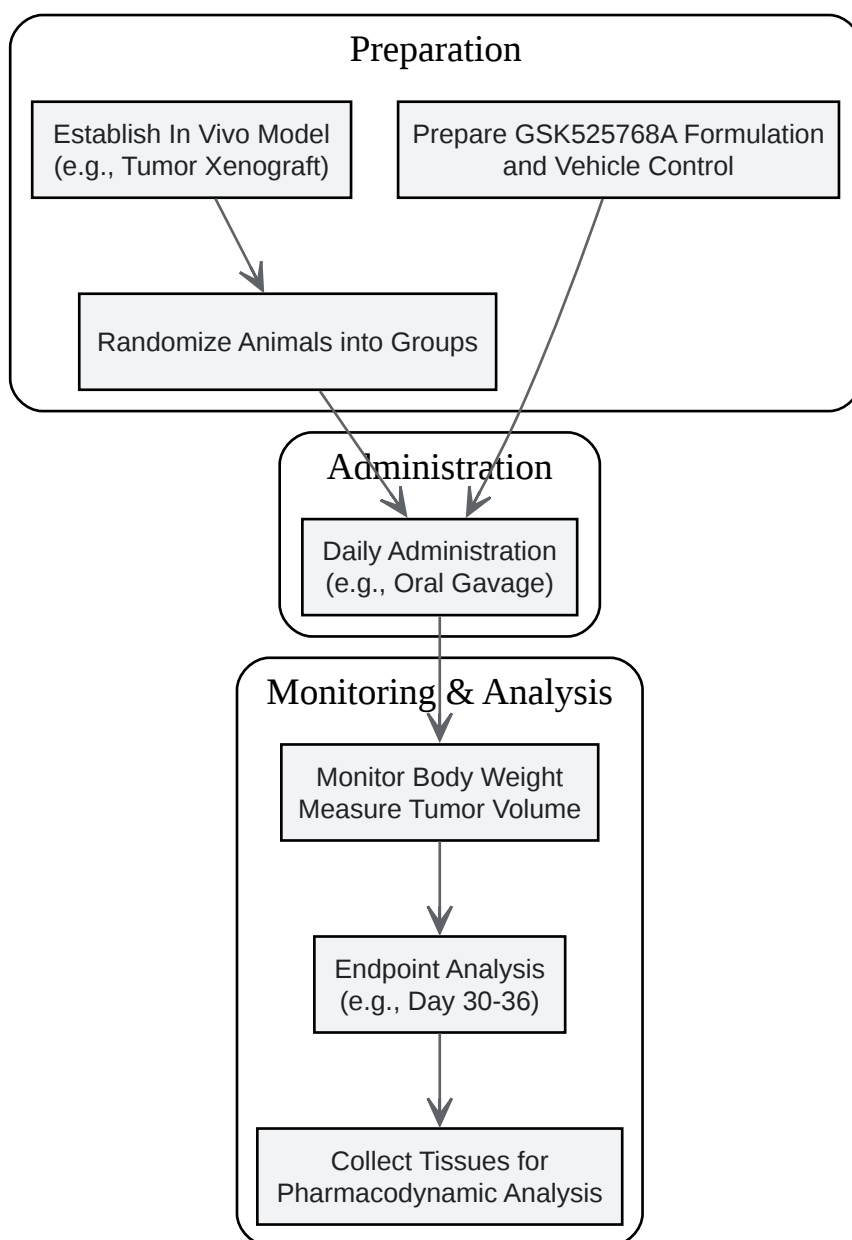 Preparation
Establish In Vivo Model
(e.g., Tumor Xenograft)
Prepare GSK525768A Formulation
and Vehicle Control
Randomize Animals into Groups
Administration
Daily Administration
(e.g., Oral Gavage)
Monitoring & Analysis
Monitor Body Weight
Measure Tumor Volume
Endpoint Analysis
(e.g., Day 30-36)
Collect Tissues for
Pharmacodynamic Analysis